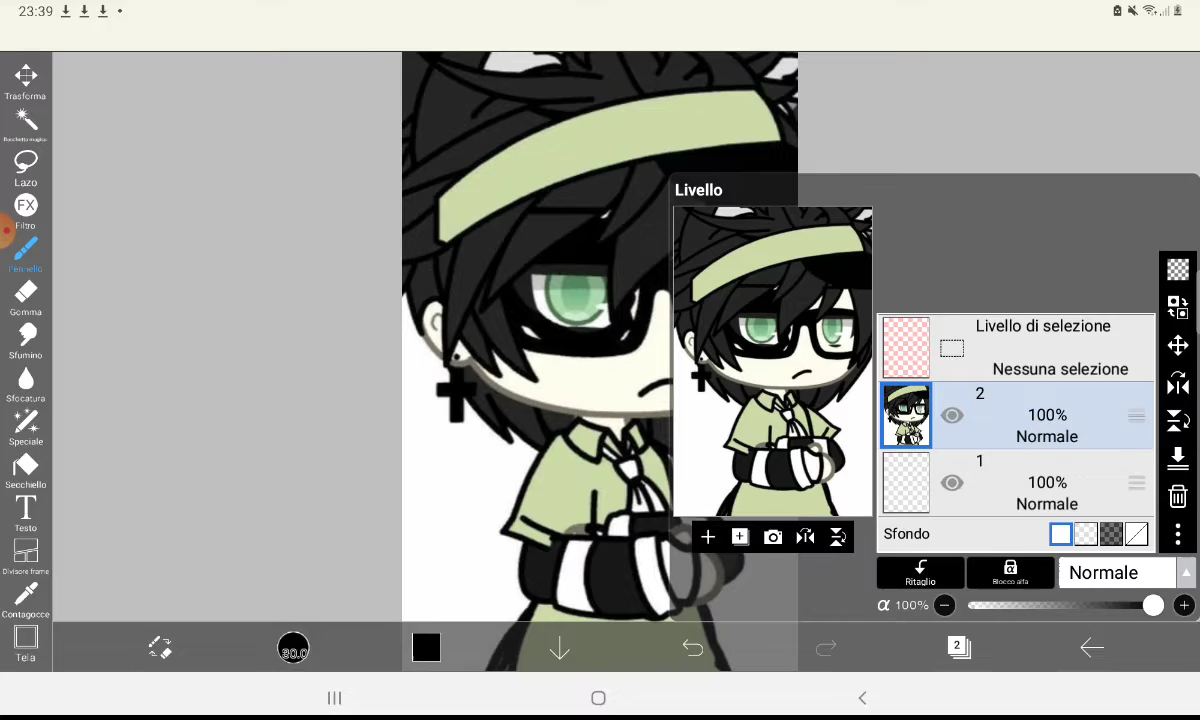 23:39
Trasforma
Bacchetta magica
Lazo
FX
Filtro
Pennello
Gomma
Sfumino
Sfocatura
Speciale
Secchiello
T
Testo
Divisore frame
Contagocce
Tela
Livello
Livello di selezione
Nessuna selezione
2
100%
Normale
1
100%
Normale
Sfondo
Ritaglio
α
Blocco alfa
Normale
α 100%
30.0
2